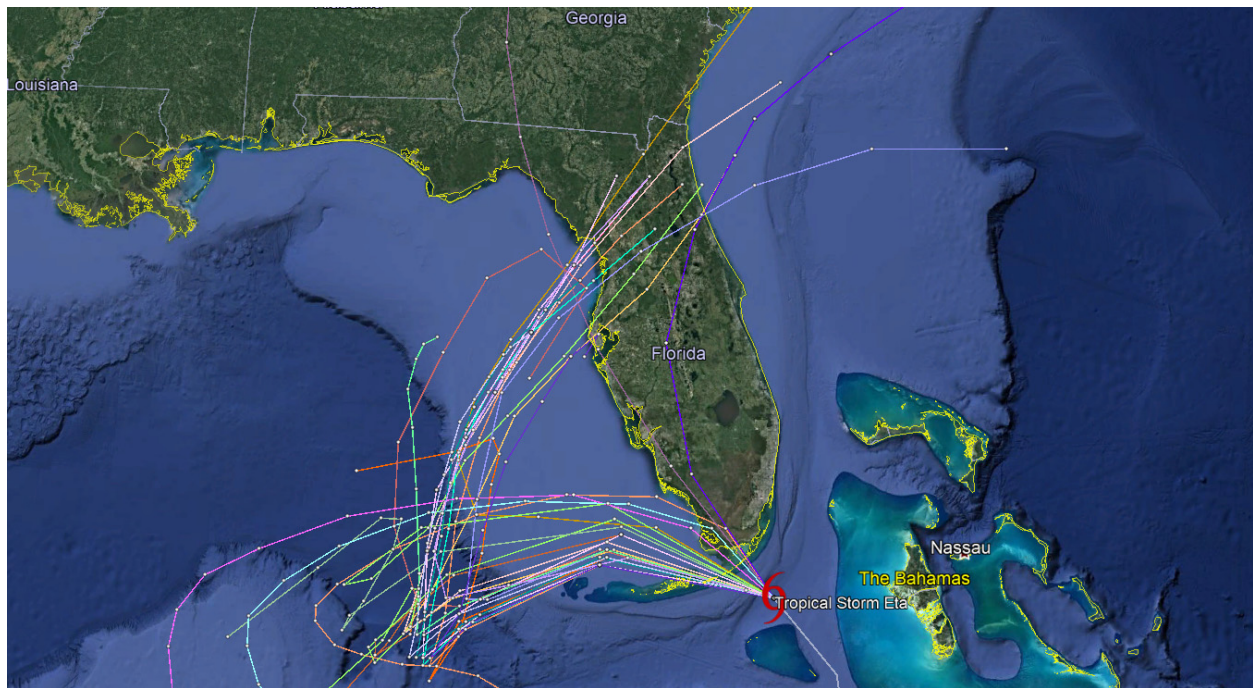 Georgia
Louisiana
Florida
Nassau
The Bahamas
Tropical Storm Eta